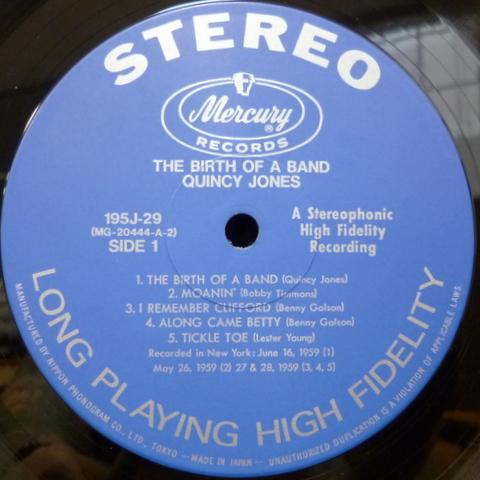 STEREO
Mercury
®
RECORDS
THE BIRTH OF A BAND
QUINCY JONES
195J-29
(MG-20444-A-2)
SIDE 1
A Stereophonic
High Fidelity
Recording
1. THE BIRTH OF A BAND (Quincy Jones)
2. MOANIN' (Bobby Timmons)
3. I REMEMBER CLIFFORD (Benny Golson)
4. ALONG CAME BETTY (Benny Golson)
5. TICKLE TOE (Lester Young)
Recorded in New York: June 16, 1959 (1)
May 26, 1959 (2) 27 & 28, 1959 (3, 4, 5)
LONG PLAYING HIGH FIDELITY
MANUFACTURED BY NIPPON PHONOGRAM CO., LTD., TOKYO —MADE IN JAPAN— UNAUTHORIZED DUPLICATION IS A VIOLATION OF APPLICABLE LAWS